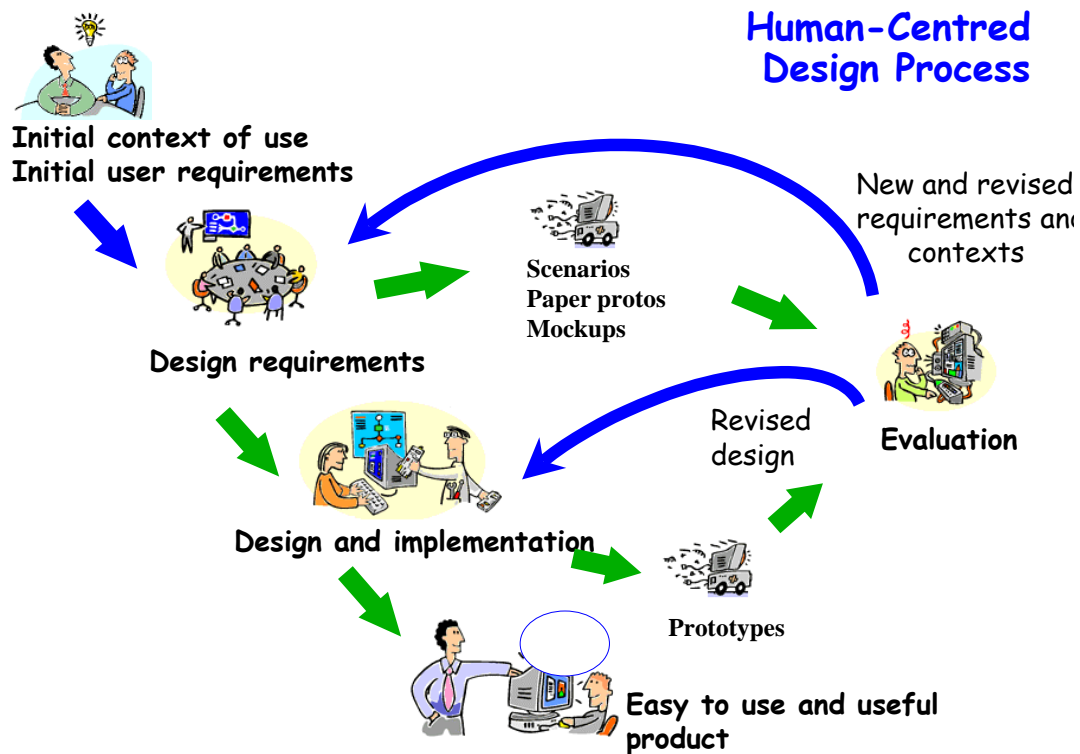 Human-Centred
Design Process
Initial context of use
Initial user requirements
New and revised
requirements and
contexts
Scenarios
Paper protos
Mockups
Design requirements
Revised
design
Evaluation
Design and implementation
Prototypes
Easy to use and useful
product